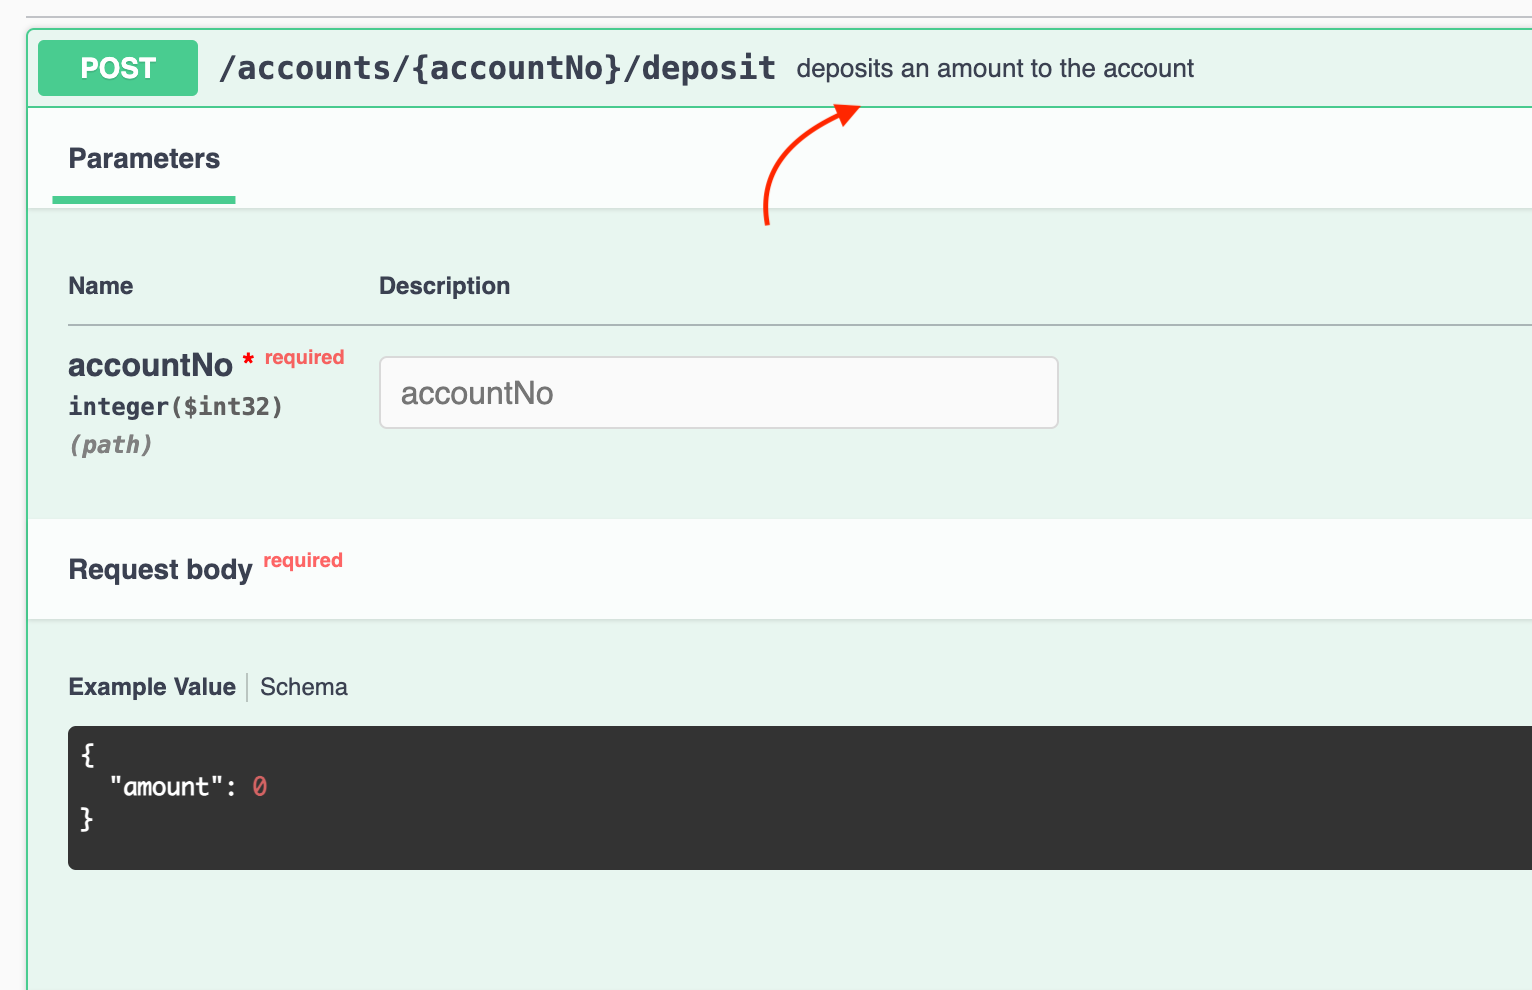 POST /accounts/{accountNo}/deposit deposits an amount to the account
Parameters
Name Description
accountNo * required
integer($int32)
(path)
accountNo
Request body required
Example Value | Schema
{
  "amount": 0
}